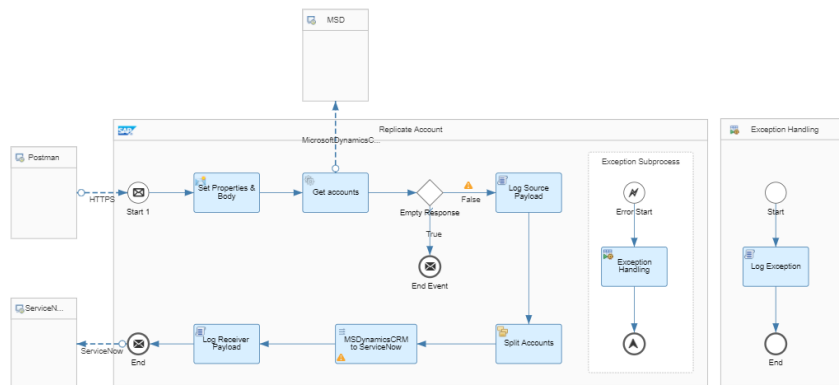 MSD
SAP
Replicate Account
Exception Handling
MicrosoftDynamicsC...
Postman
Exception Subprocess
HTTPS
Start 1
Set Properties &
Body
Get accounts
Empty Response
False
Log Source
Payload
Error Start
Start
True
End Event
Exception
Handling
Log Exception
ServiceN...
ServiceNow
End
Log Receiver
Payload
MSDynamicsCRM
to ServiceNow
Split Accounts
End